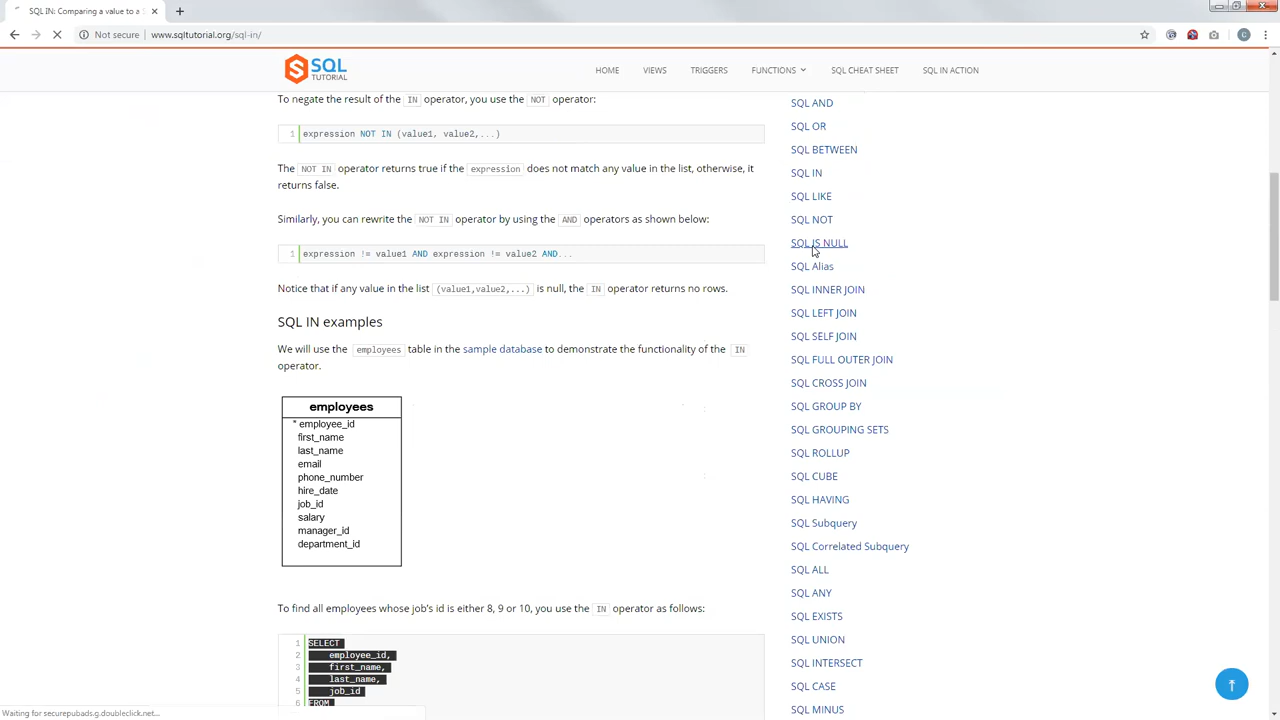 SQL IN: Comparing a value to a
Not secure | www.sqltutorial.org/sql-in/
SQL TUTORIAL
HOME VIEWS TRIGGERS FUNCTIONS SQL CHEAT SHEET SQL IN ACTION
To negate the result of the IN operator, you use the NOT operator:
1 expression NOT IN (value1, value2,...)
The NOT IN operator returns true if the expression does not match any value in the list, otherwise, it
returns false.
Similarly, you can rewrite the NOT IN operator by using the AND operators as shown below:
1 expression != value1 AND expression != value2 AND...
Notice that if any value in the list (value1,value2,...) is null, the IN operator returns no rows.
SQL IN examples
We will use the employees table in the sample database to demonstrate the functionality of the IN
operator.
employees
* employee_id
first_name
last_name
email
phone_number
hire_date
job_id
salary
manager_id
department_id
To find all employees whose job's id is either 8, 9 or 10, you use the IN operator as follows:
1 SELECT
2 employee_id,
3 first_name,
4 last_name,
5 job_id
6 FROM
SQL AND
SQL OR
SQL BETWEEN
SQL IN
SQL LIKE
SQL NOT
SQL IS NULL
SQL Alias
SQL INNER JOIN
SQL LEFT JOIN
SQL SELF JOIN
SQL FULL OUTER JOIN
SQL CROSS JOIN
SQL GROUP BY
SQL GROUPING SETS
SQL ROLLUP
SQL CUBE
SQL HAVING
SQL Subquery
SQL Correlated Subquery
SQL ALL
SQL ANY
SQL EXISTS
SQL UNION
SQL INTERSECT
SQL CASE
SQL MINUS
Waiting for securepubads.g.doubleclick.net...